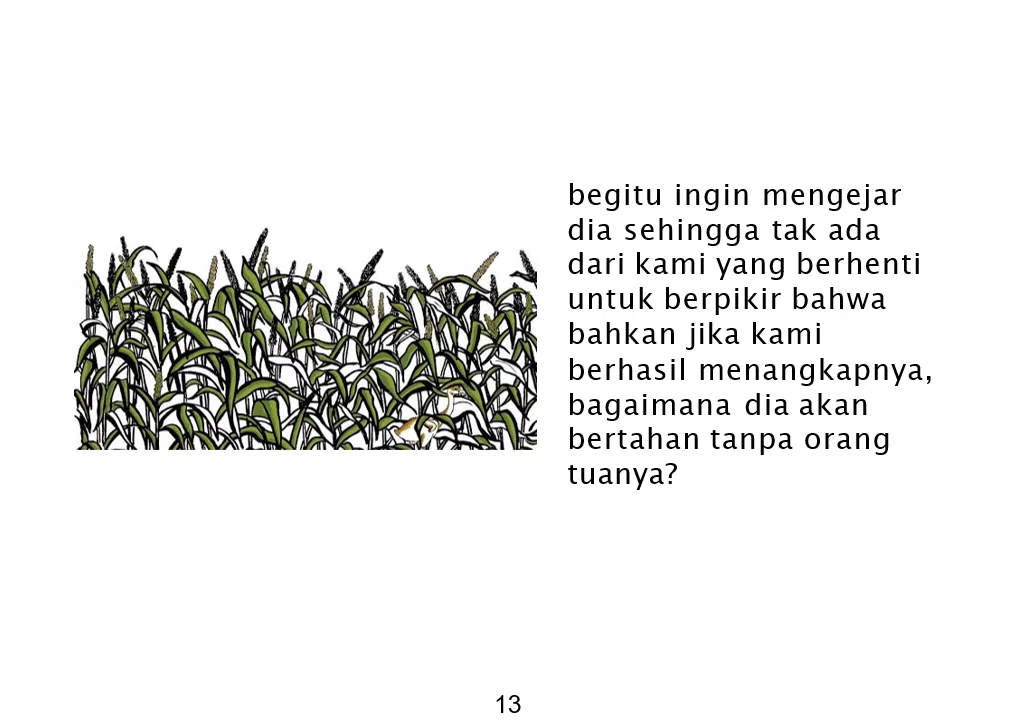 begitu ingin mengejar
dia sehingga tak ada
dari kami yang berhenti
untuk berpikir bahwa
bahkan jika kami
berhasil menangkapnya,
bagaimana dia akan
bertahan tanpa orang
tuanya?
13